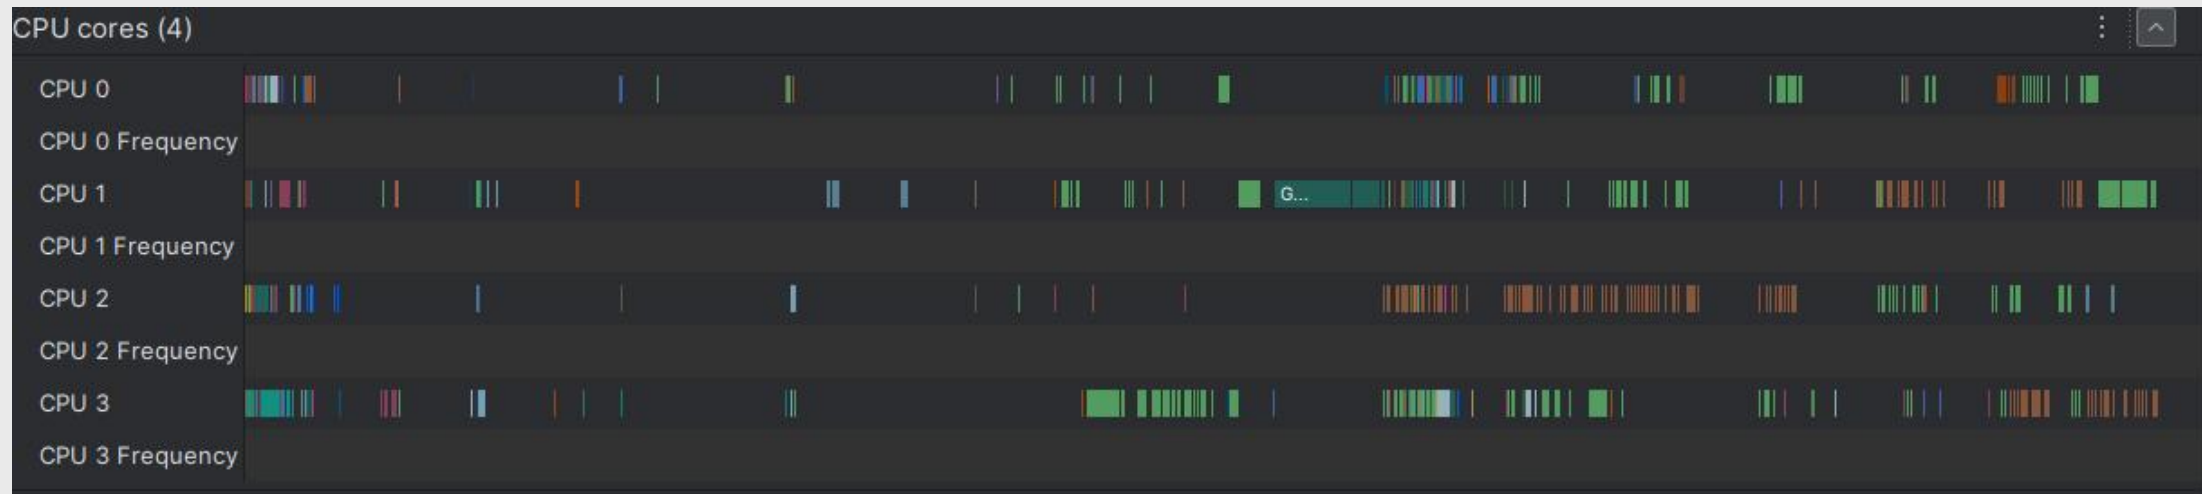 CPU cores (4)
CPU 0
CPU 0 Frequency
CPU 1
G...
CPU 1 Frequency
CPU 2
CPU 2 Frequency
CPU 3
CPU 3 Frequency